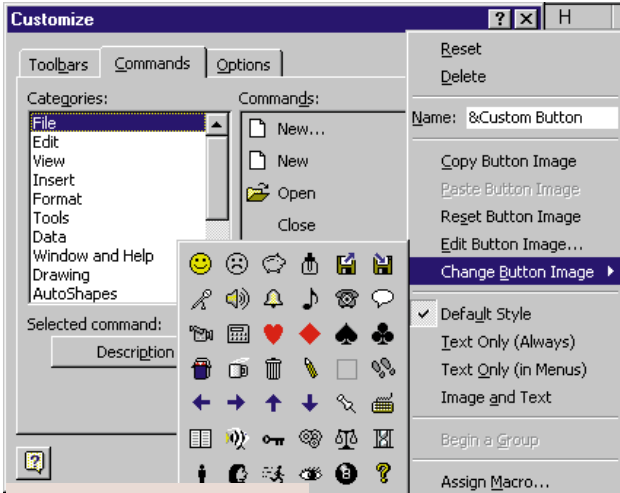 Customize
H
Toolbars
Commands
Options
Categories:
File
Edit
View
Insert
Format
Tools
Data
Window and Help
Drawing
AutoShapes
Commands:
New...
New
Open
Close
Selected command:
Description
Reset
Delete
Name: &Custom Button
Copy Button Image
Paste Button Image
Reset Button Image
Edit Button Image...
Change Button Image
Default Style
Text Only (Always)
Text Only (in Menus)
Image and Text
Begin a Group
Assign Macro...